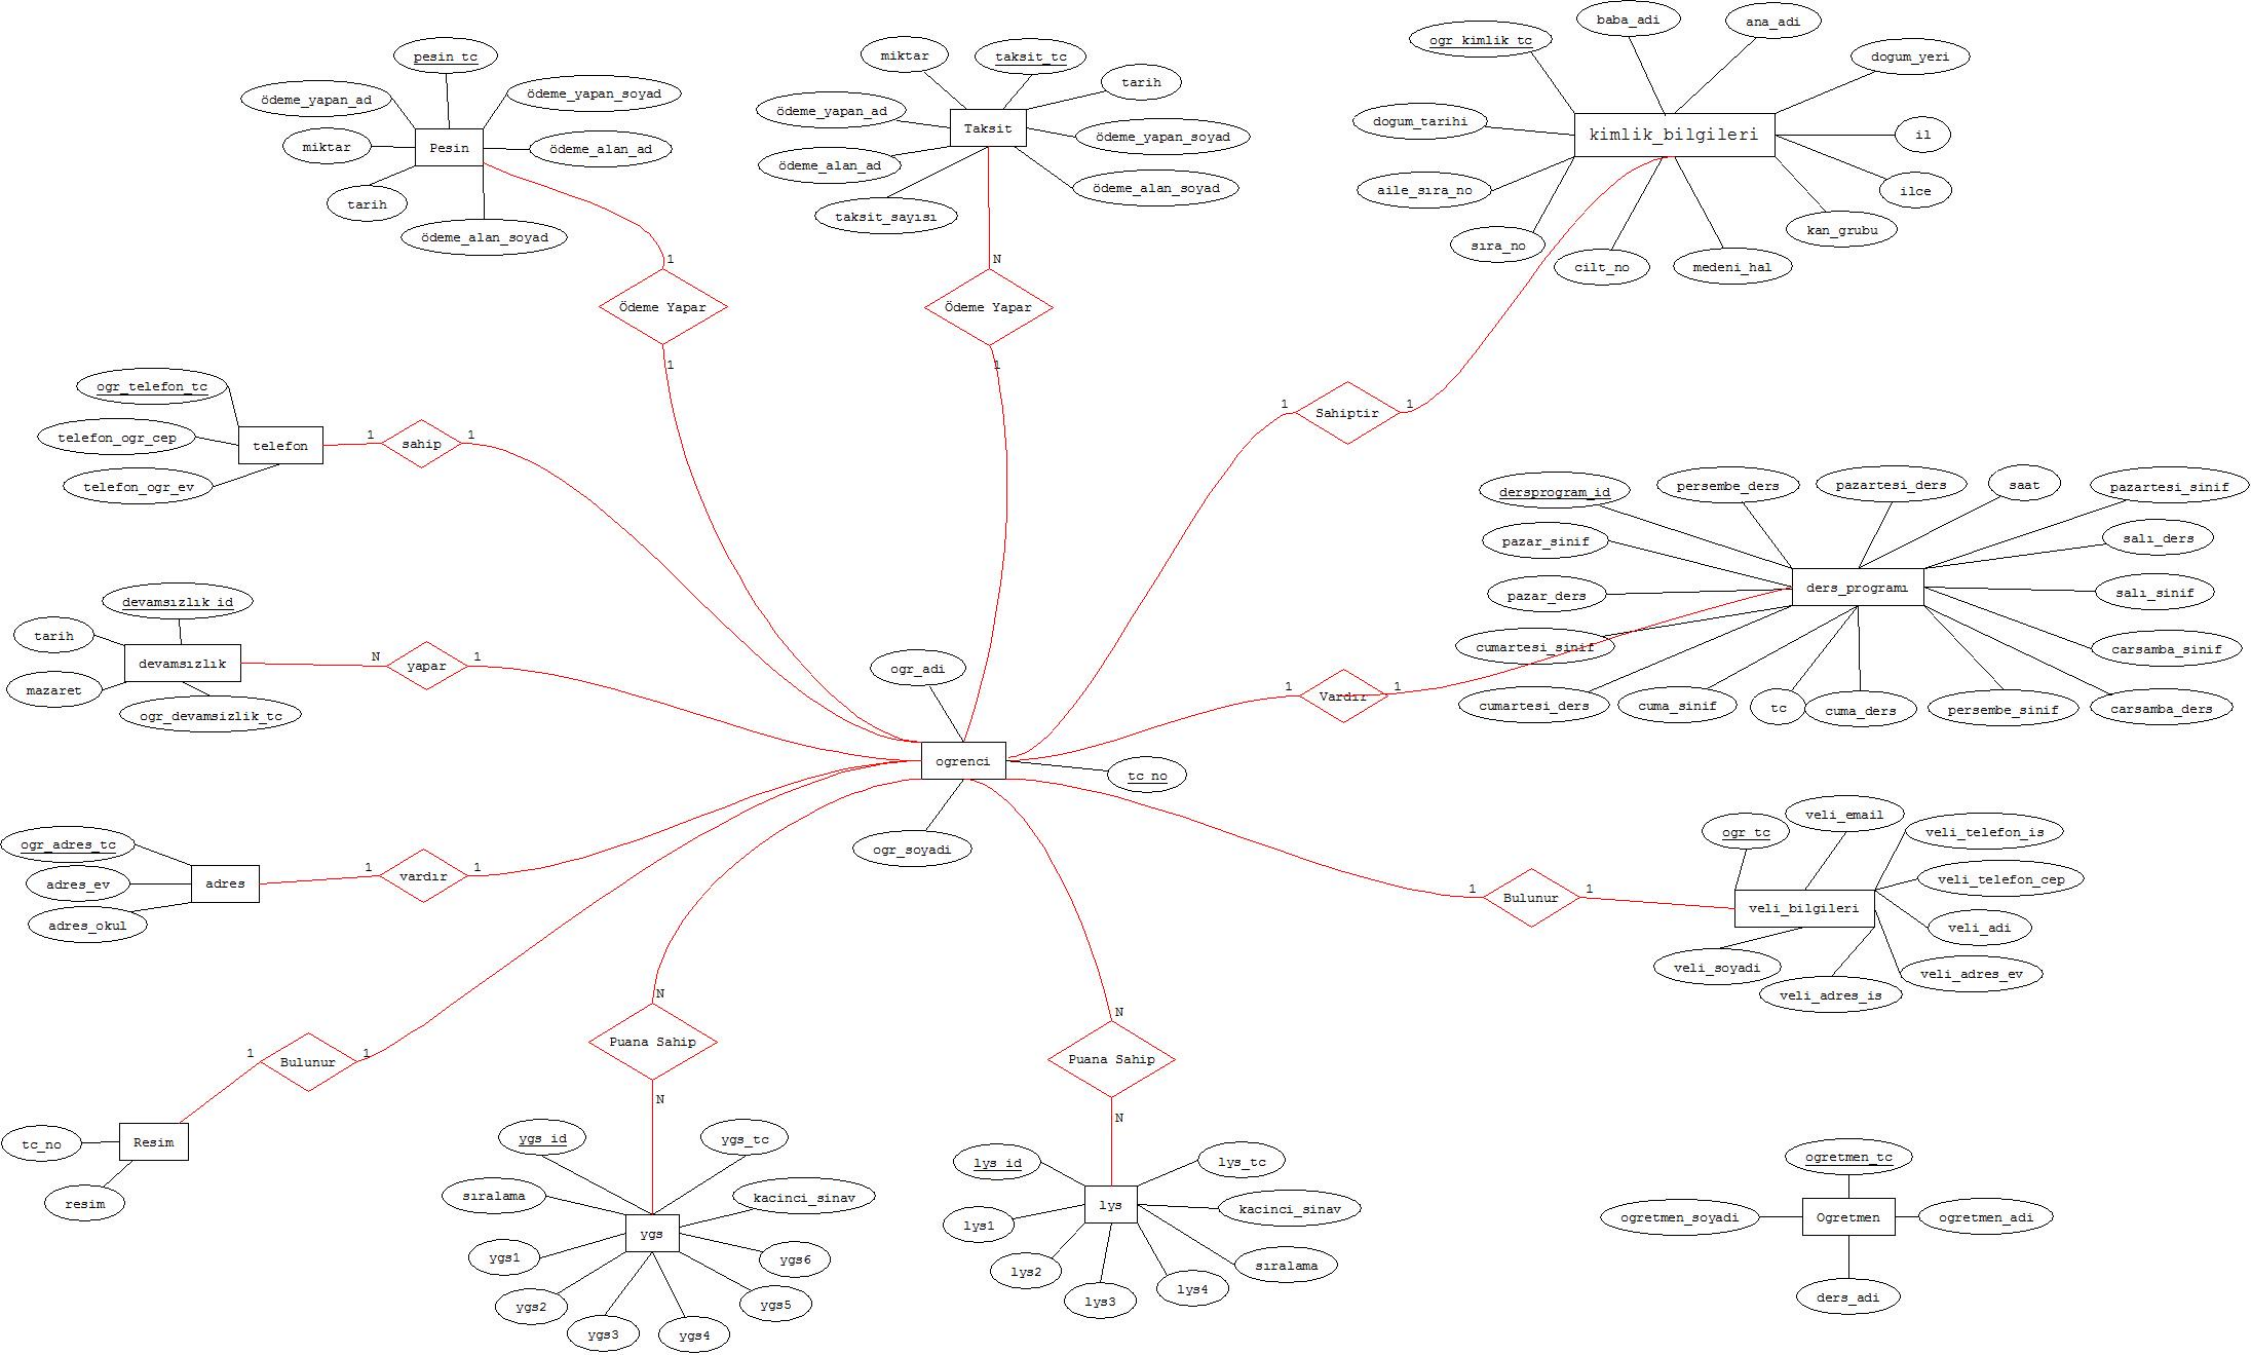 pesin_tc
ödeme_yapan_ad
ödeme_yapan_soyad
miktar
Pesin
ödeme_alan_ad
tarih
ödeme_alan_soyad
1
Ödeme Yapar
1
miktar
taksit_tc
tarih
ödeme_yapan_ad
Taksit
ödeme_yapan_soyad
ödeme_alan_ad
ödeme_alan_soyad
taksit_sayısı
N
Ödeme Yapar
1
baba_adi
ana_adi
ogr_kimlik_tc
dogum_yeri
dogum_tarihi
kimlik_bilgileri
il
aile_sıra_no
ilce
sıra_no
kan_grubu
cilt_no
medeni_hal
1
Sahiptir
1
ogr_telefon_tc
telefon_ogr_cep
telefon
1
sahip
1
telefon_ogr_ev
dersprogram_id
persembe_ders
pazartesi_ders
saat
pazartesi_sinif
pazar_sinif
salı_ders
pazar_ders
ders_programı
salı_sinif
cumartesi_sinif
carsamba_sinif
cumartesi_ders
cuma_sinif
tc
cuma_ders
persembe_sinif
carsamba_ders
1
Vardır
1
devamsızlık_id
tarih
devamsızlık
N
yapar
1
mazaret
ogr_devamsizlik_tc
ogr_adi
ogrenci
tc_no
ogr_soyadi
ogr_adres_tc
adres_ev
adres
1
vardır
1
adres_okul
ogr_tc
veli_email
veli_telefon_is
veli_telefon_cep
1
Bulunur
1
veli_bilgileri
veli_adi
veli_soyadi
veli_adres_ev
veli_adres_is
1
Bulunur
1
tc_no
Resim
resim
N
Puana Sahip
N
ygs_id
ygs_tc
sıralama
kacinci_sinav
ygs
ygs1
ygs6
ygs2
ygs5
ygs3
ygs4
N
Puana Sahip
N
lys_id
lys_tc
lys
kacinci_sinav
lys1
sıralama
lys2
lys4
lys3
ogretmen_tc
ogretmen_soyadi
Ogretmen
ogretmen_adi
ders_adi